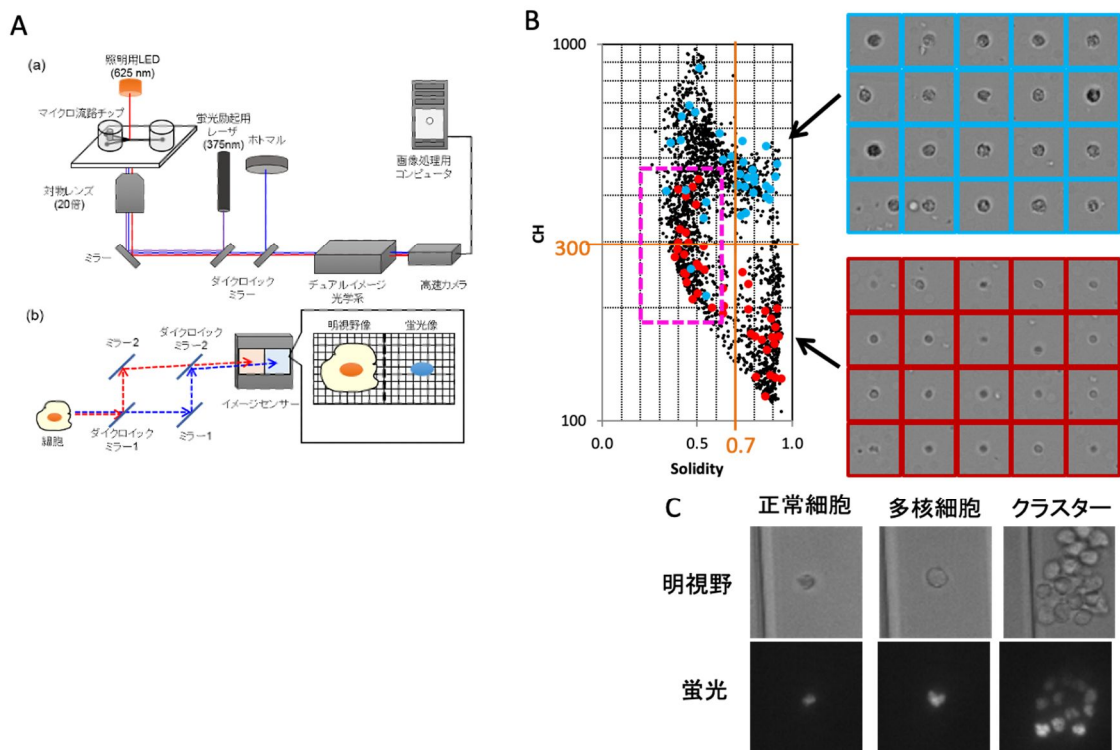 A
(a)
照明用LED
(625 nm)
マイクロ流路チップ
蛍光励起用
レーザ
(375nm)
ホトマル
画像処理用
コンピュータ
対物レンズ
(20倍)
ミラー
ダイクロイック
ミラー
デュアルイメージ
光学系
高速カメラ
(b)
ミラー2
ダイクロイック
ミラー2
明視野像
蛍光像
イメージセンサー
細胞
ダイクロイック
ミラー1
ミラー1
B
1000
CH
300
100
0.0
0.5
0.7
1.0
Solidity
C
正常細胞
多核細胞
クラスター
明視野
蛍光